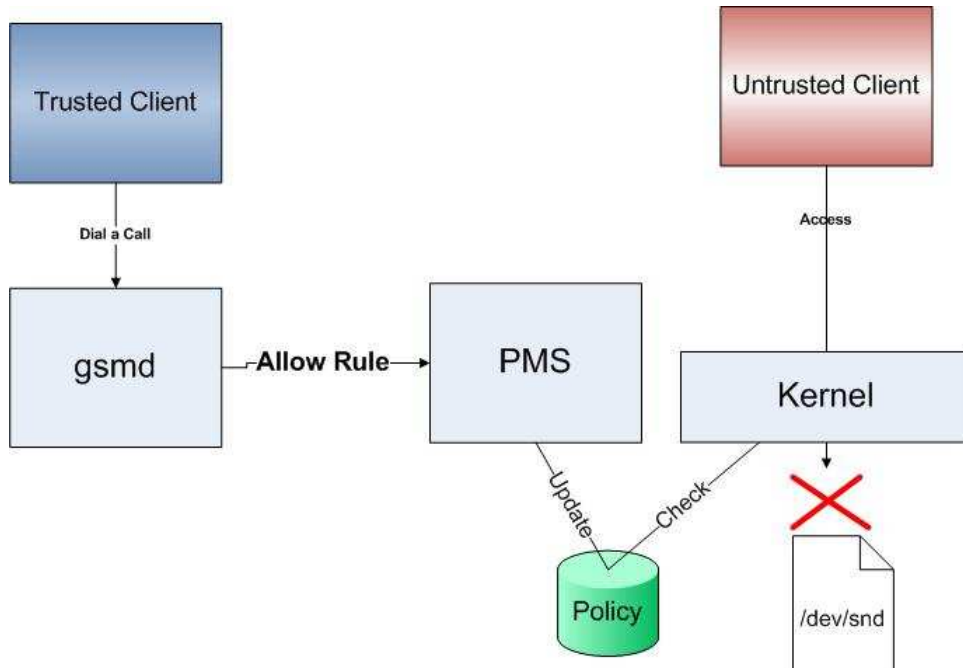 Trusted Client
Untrusted Client
Dial a Call
Access
gsmd
Allow Rule
PMS
Kernel
Update
Check
Policy
/dev/snd